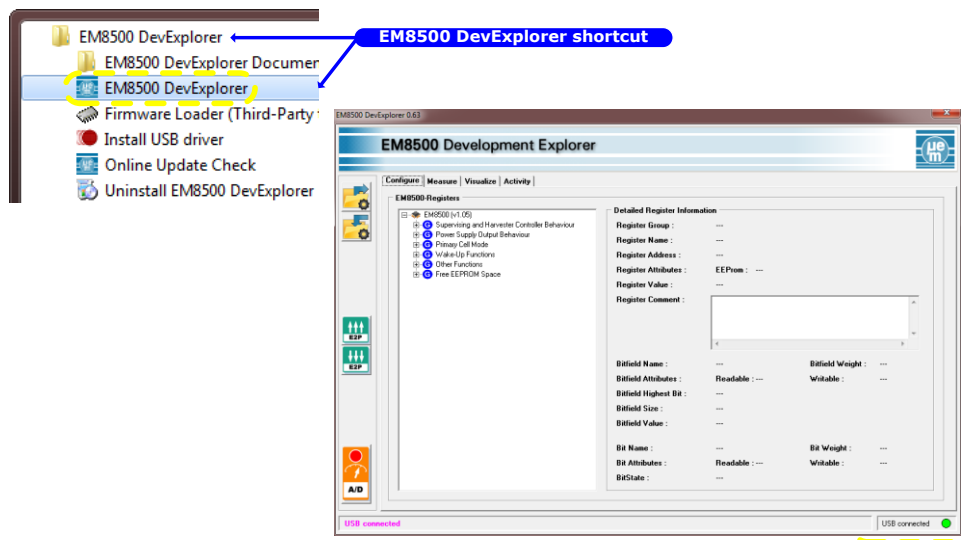 EM8500 DevExplorer
EM8500 DevExplorer shortcut
EM8500 DevExplorer Documen
EM8500 DevExplorer
Firmware Loader (Third-Party
Install USB driver
Online Update Check
Uninstall EM8500 DevExplorer
EM8500 DevExplorer 0.63
EM8500 Development Explorer
µe
m
Configure Measure Visualize Activity
EM8500-Registers
EM8500 (v1.05)
Supervising and Harvester Controller Behaviour
Power Supply Output Behaviour
Primary Cell Mode
Wake-Up Functions
Other Functions
Free EEPROM Space
Detailed Register Information
Register Group : ---
Register Name : ---
Register Address : ---
Register Attributes : EEProm : ---
Register Value : ---
Register Comment :
Bitfield Name : --- Bitfield Weight : ---
Bitfield Attributes : Readable : --- Writable : ---
Bitfield Highest Bit : ---
Bitfield Size : ---
Bitfield Value : ---
Bit Name : --- Bit Weight : ---
Bit Attributes : Readable : --- Writable : ---
BitState : ---
E2P
E2P
A/D
USB connected
USB connected